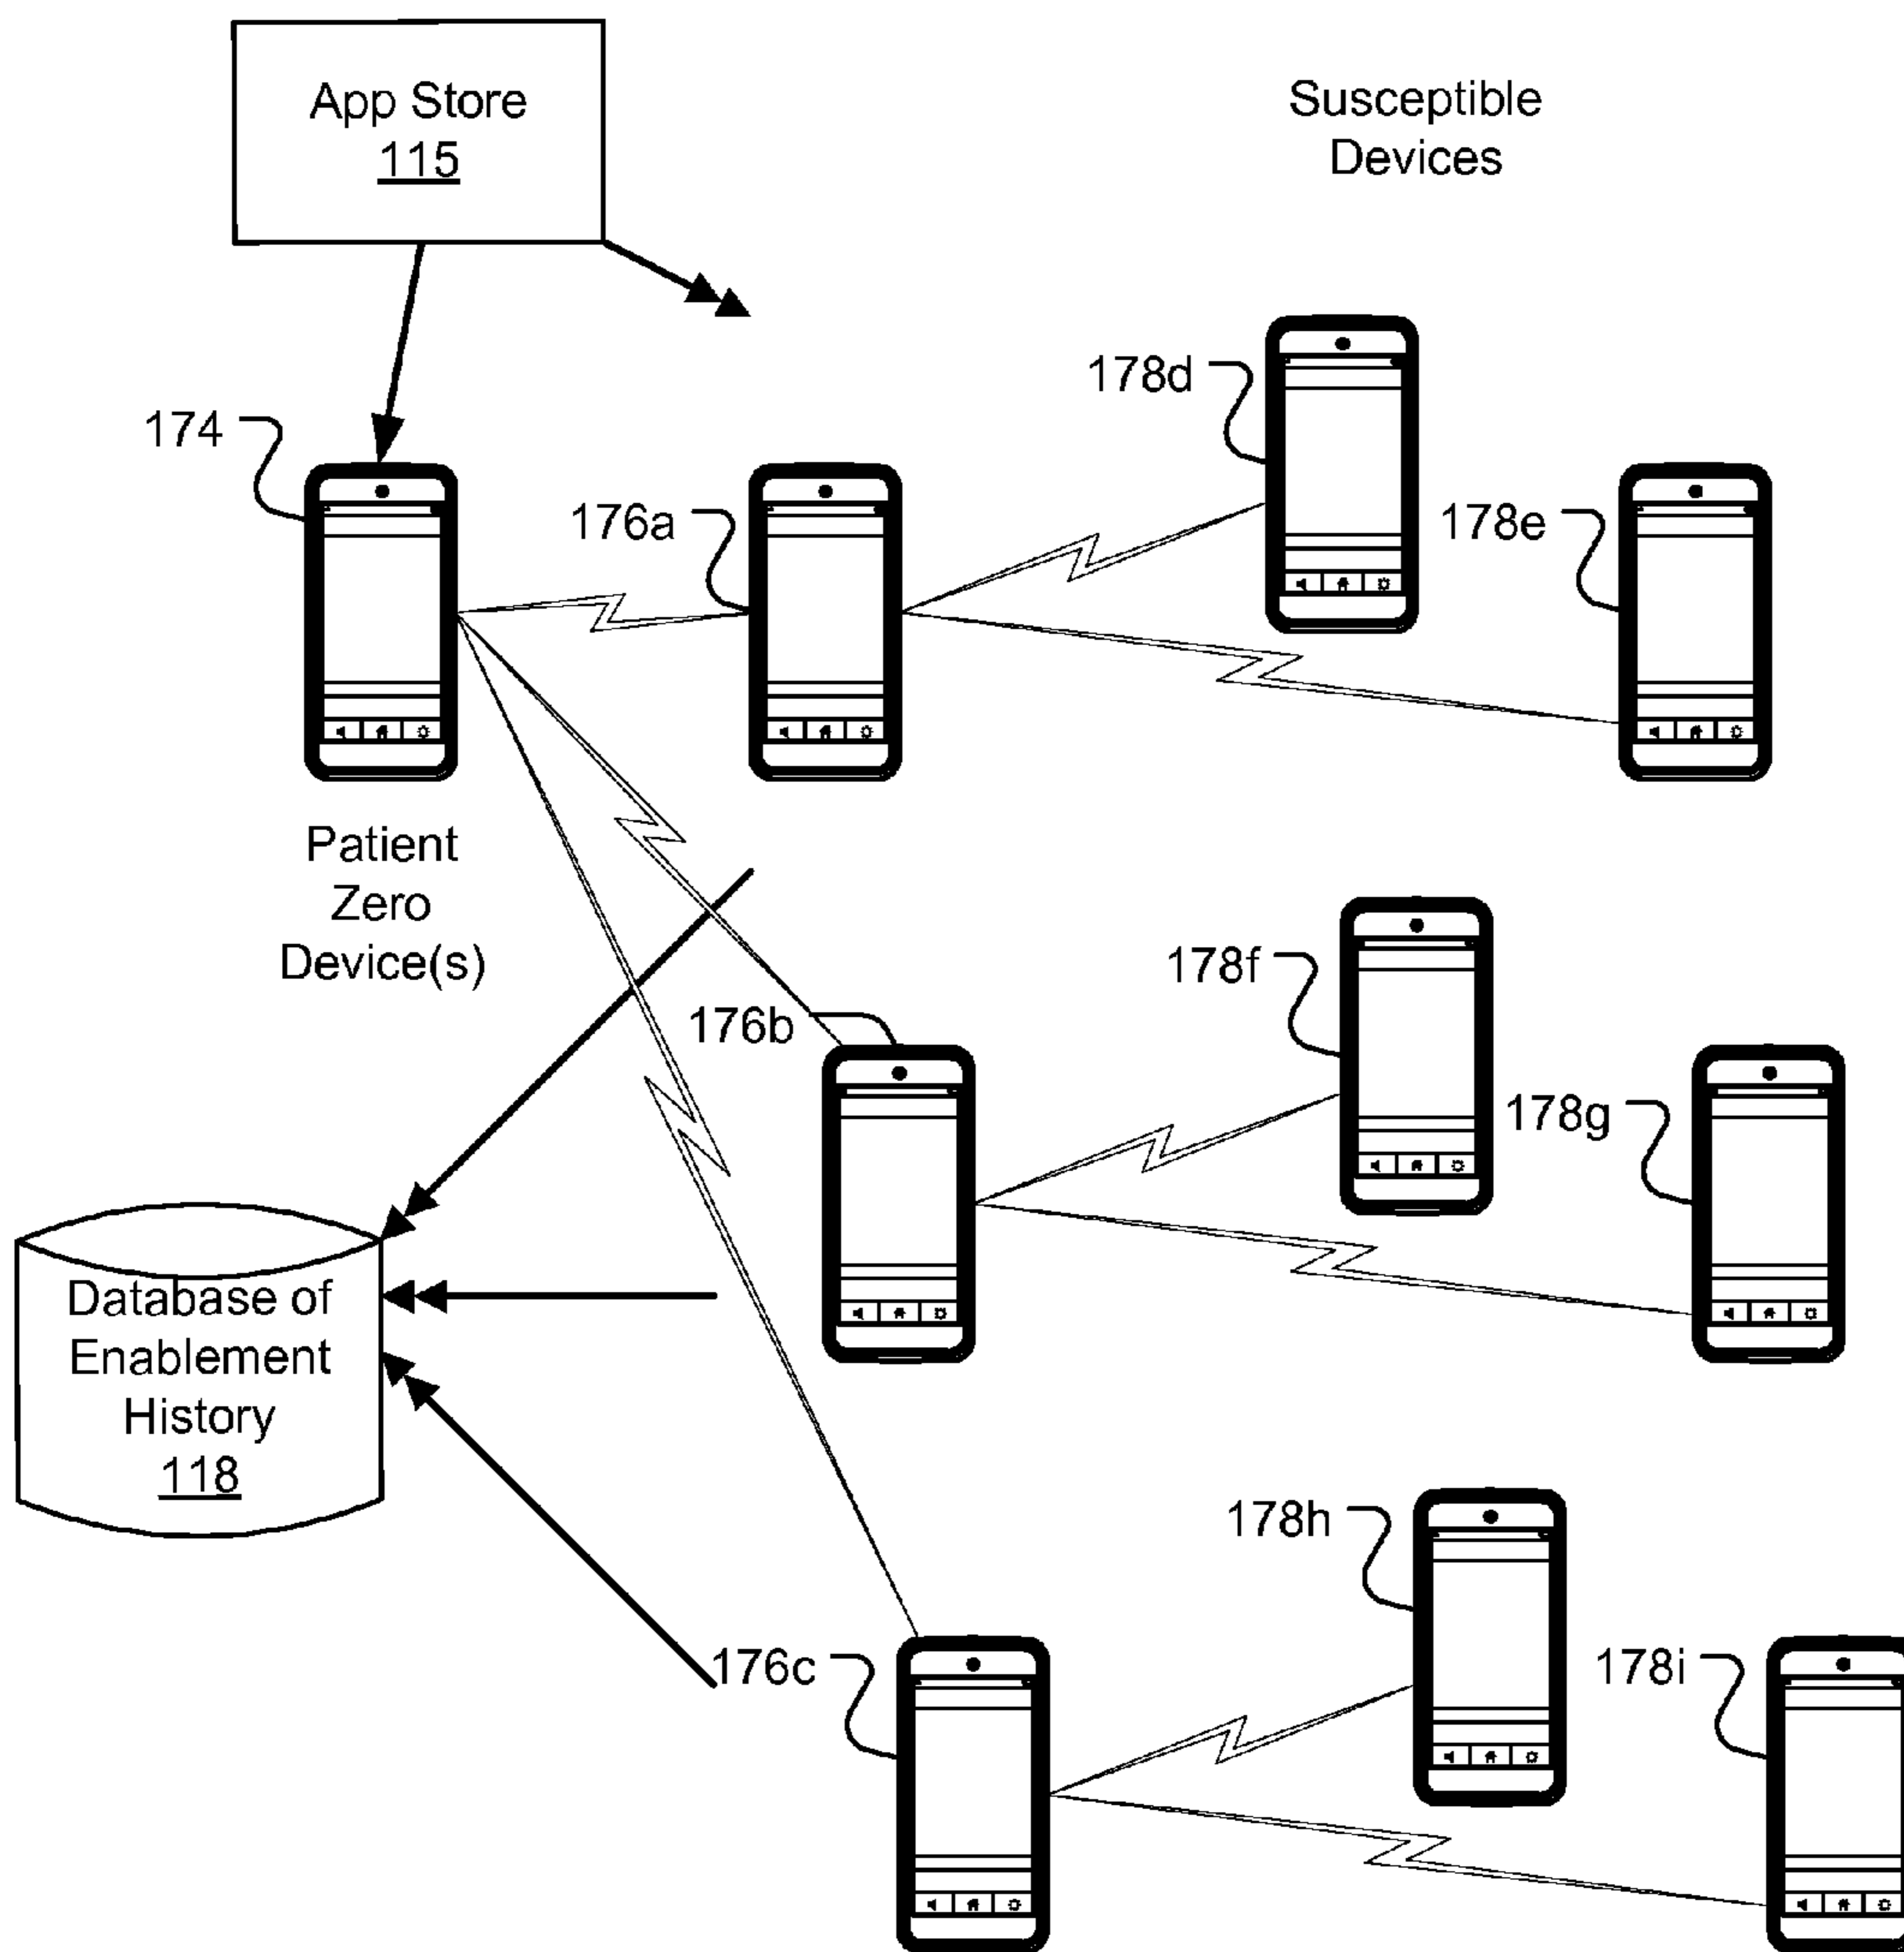 App Store
115
Susceptible
Devices
178d
174
176a
178e
Patient
Zero
Device(s)
178f
176b
178g
Database of
Enablement
History
118
178h
176c
178i